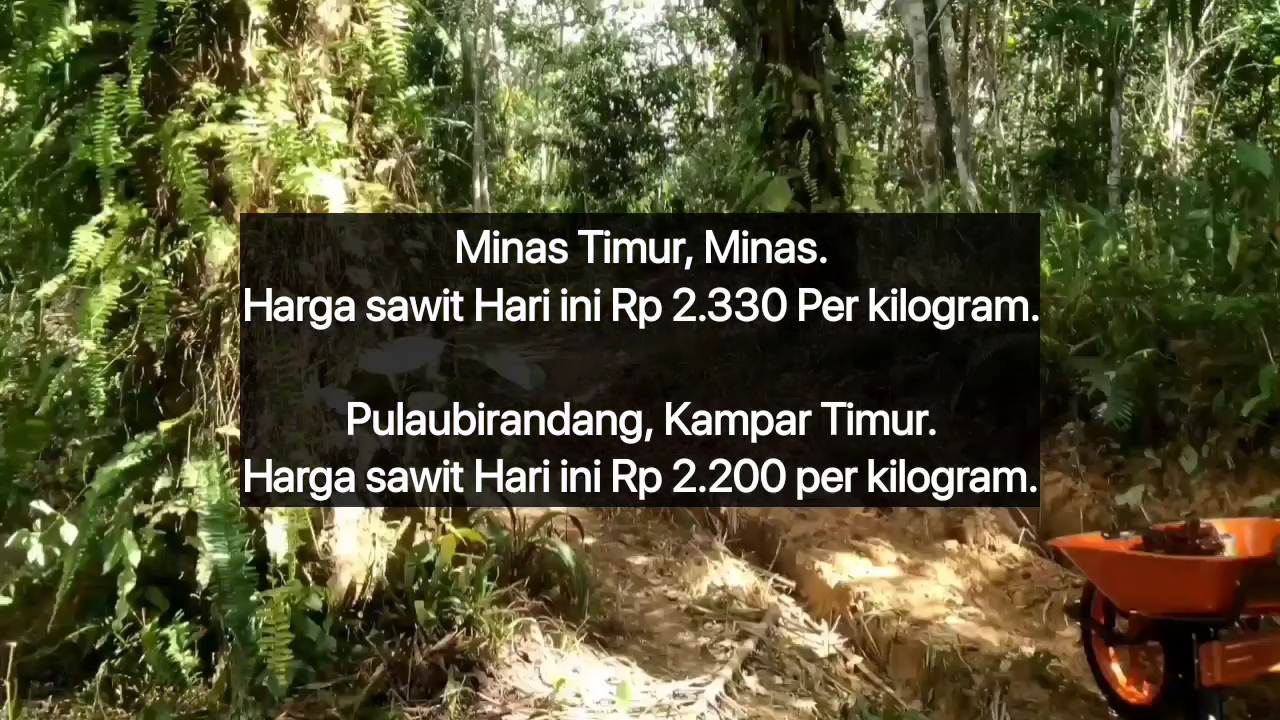 Minas Timur, Minas.
Harga sawit Hari ini Rp 2.330 Per kilogram.
Pulaubirandang, Kampar Timur.
Harga sawit Hari ini Rp 2.200 per kilogram.